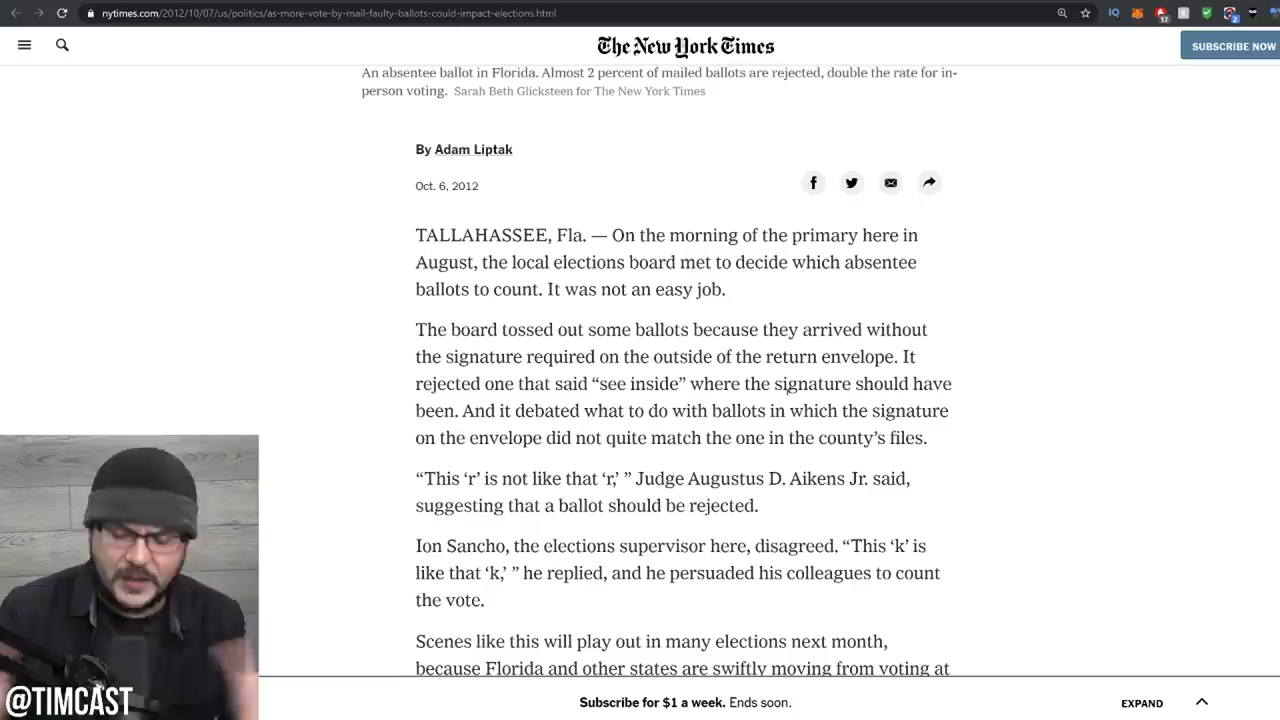 nytimes.com/2012/10/07/us/politics/as-more-vote-by-mail-faulty-ballots-could-impact-elections.html
17
2
The New York Times
SUBSCRIBE NOW
An absentee ballot in Florida. Almost 2 percent of mailed ballots are rejected, double the rate for in-
person voting. Sarah Beth Glicksteen for The New York Times
By Adam Liptak
Oct. 6, 2012
TALLAHASSEE, Fla. — On the morning of the primary here in
August, the local elections board met to decide which absentee
ballots to count. It was not an easy job.
The board tossed out some ballots because they arrived without
the signature required on the outside of the return envelope. It
rejected one that said “see inside” where the signature should have
been. And it debated what to do with ballots in which the signature
on the envelope did not quite match the one in the county’s files.
“This ‘r’ is not like that ‘r,’ ” Judge Augustus D. Aikens Jr. said,
suggesting that a ballot should be rejected.
Ion Sancho, the elections supervisor here, disagreed. “This ‘k’ is
like that ‘k,’ ” he replied, and he persuaded his colleagues to count
the vote.
Scenes like this will play out in many elections next month,
because Florida and other states are swiftly moving from voting at
@TIMCAST
Subscribe for $1 a week. Ends soon.
EXPAND